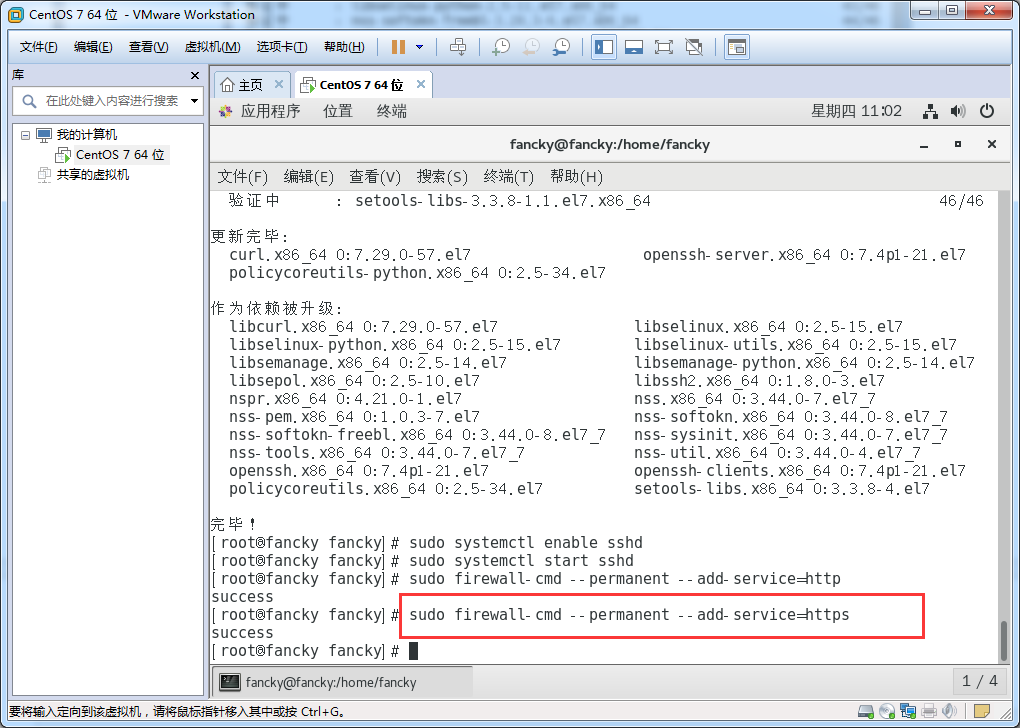 CentOS 7 64 位 - VMware Workstation
文件(F) 编辑(E) 查看(V) 虚拟机(M) 选项卡(T) 帮助(H)
库
在此处键入内容进行搜索
我的计算机
CentOS 7 64 位
共享的虚拟机
主页
CentOS 7 64 位
应用程序 位置 终端 星期四 11:02
fancky@fancky:/home/fancky
文件(F) 编辑(E) 查看(V) 搜索(S) 终端(T) 帮助(H)
验证中 : setools-libs-3.3.8-1.1.el7.x86_64 46/46
更新完毕:
curl.x86_64 0:7.29.0-57.el7 openssh-server.x86_64 0:7.4p1-21.el7
policycoreutils-python.x86_64 0:2.5-34.el7
作为依赖被升级:
libcurl.x86_64 0:7.29.0-57.el7 libselinux.x86_64 0:2.5-15.el7
libselinux-python.x86_64 0:2.5-15.el7 libselinux-utils.x86_64 0:2.5-15.el7
libsemanage.x86_64 0:2.5-14.el7 libsemanage-python.x86_64 0:2.5-14.el7
libsepol.x86_64 0:2.5-10.el7 libssh2.x86_64 0:1.8.0-3.el7
nspr.x86_64 0:4.21.0-1.el7 nss.x86_64 0:3.44.0-7.el7_7
nss-pem.x86_64 0:1.0.3-7.el7 nss-softokn.x86_64 0:3.44.0-8.el7_7
nss-softokn-freebl.x86_64 0:3.44.0-8.el7_7 nss-sysinit.x86_64 0:3.44.0-7.el7_7
nss-tools.x86_64 0:3.44.0-7.el7_7 nss-util.x86_64 0:3.44.0-4.el7_7
openssh.x86_64 0:7.4p1-21.el7 openssh-clients.x86_64 0:7.4p1-21.el7
policycoreutils.x86_64 0:2.5-34.el7 setools-libs.x86_64 0:3.3.8-4.el7
完毕！
[root@fancky fancky]# sudo systemctl enable sshd
[root@fancky fancky]# sudo systemctl start sshd
[root@fancky fancky]# sudo firewall-cmd --permanent --add-service=http
success
[root@fancky fancky]# sudo firewall-cmd --permanent --add-service=https
success
[root@fancky fancky]#
fancky@fancky:/home/fancky 1 / 4
要将输入定向到该虚拟机，请将鼠标指针移入其中或按 Ctrl+G。